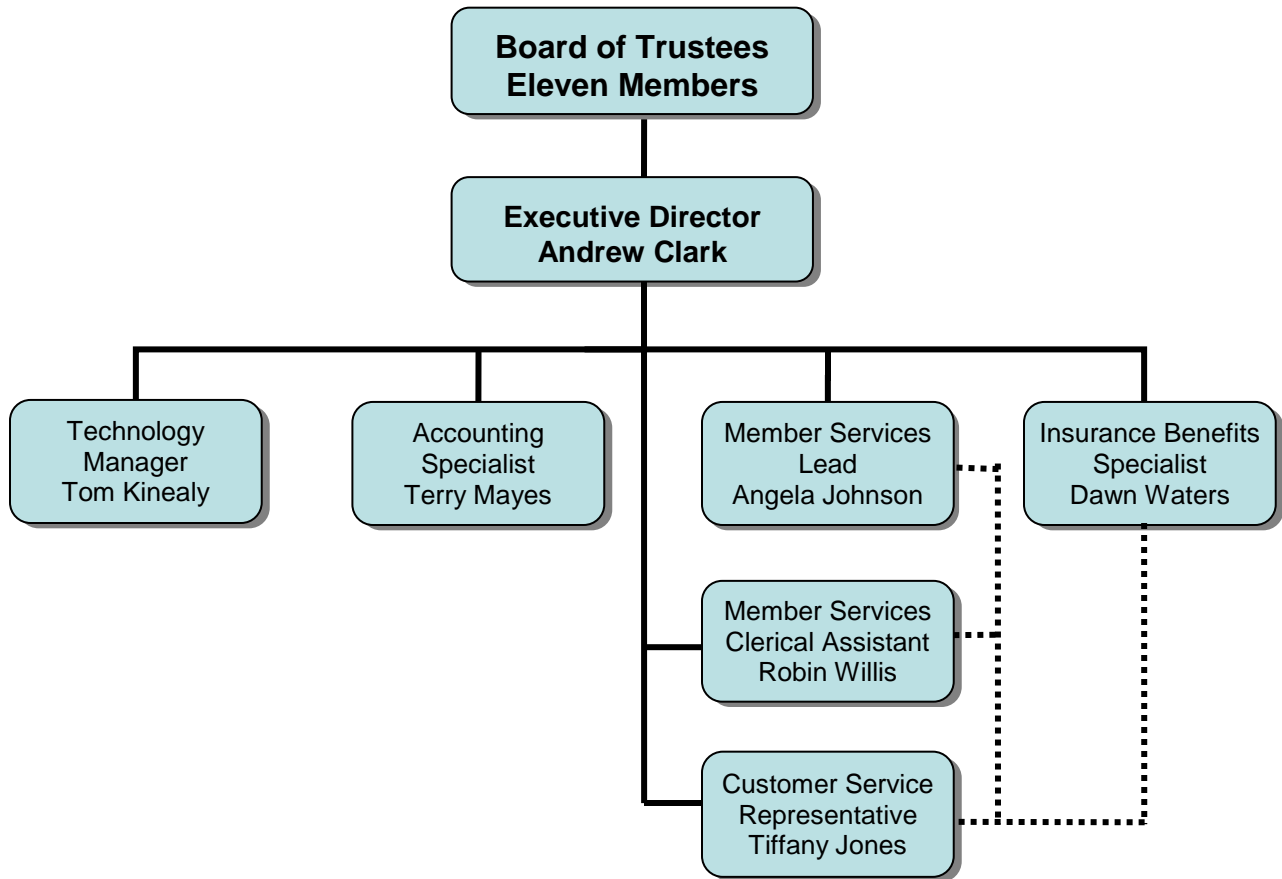 Board of Trustees
Eleven Members
Executive Director
Andrew Clark
Technology
Manager
Tom Kinealy
Accounting
Specialist
Terry Mayes
Member Services
Lead
Angela Johnson
Insurance Benefits
Specialist
Dawn Waters
Member Services
Clerical Assistant
Robin Willis
Customer Service
Representative
Tiffany Jones